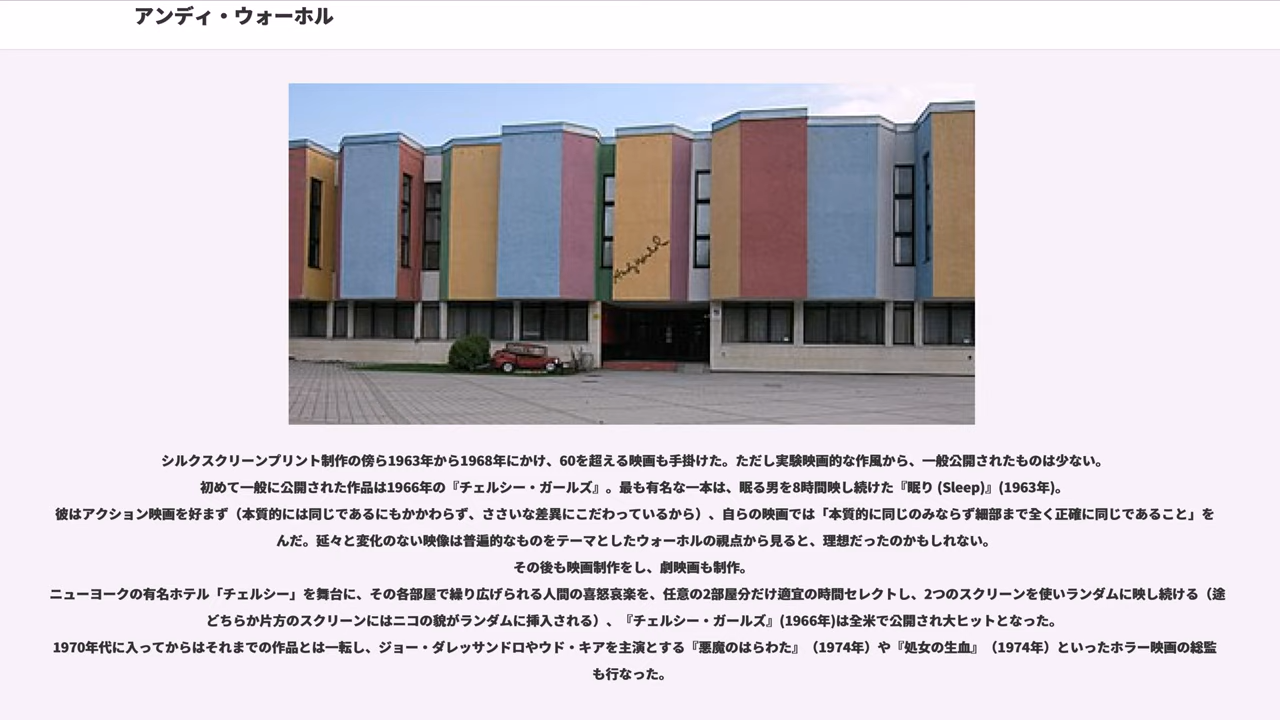 アンディ・ウォーホル
Andy Warhol
シルクスクリーンプリント制作の傍ら1963年から1968年にかけ、60を超える映画も手掛けた。ただし実験映画的な作風から、一般公開されたものは少ない。
初めて一般に公開された作品は1966年の『チェルシー・ガールズ』。最も有名な一本は、眠る男を8時間映し続けた『眠り (Sleep)』(1963年)。
彼はアクション映画を好まず（本質的には同じであるにもかかわらず、ささいな差異にこだわっているから）、自らの映画では「本質的に同じのみならず細部まで全く正確に同じであること」を
んだ。延々と変化のない映像は普遍的なものをテーマとしたウォーホルの視点から見ると、理想だったのかもしれない。
その後も映画制作をし、劇映画も制作。
ニューヨークの有名ホテル「チェルシー」を舞台に、その各部屋で繰り広げられる人間の喜怒哀楽を、任意の2部屋分だけ適宜の時間セレクトし、2つのスクリーンを使いランダムに映し続ける（途
どちらか片方のスクリーンにはニコの貌がランダムに挿入される）、『チェルシー・ガールズ』(1966年)は全米で公開され大ヒットとなった。
1970年代に入ってからはそれまでの作品とは一転し、ジョー・ダレッサンドロやウド・キアを主演とする『悪魔のはらわた』（1974年）や『処女の生血』（1974年）といったホラー映画の総監
も行なった。